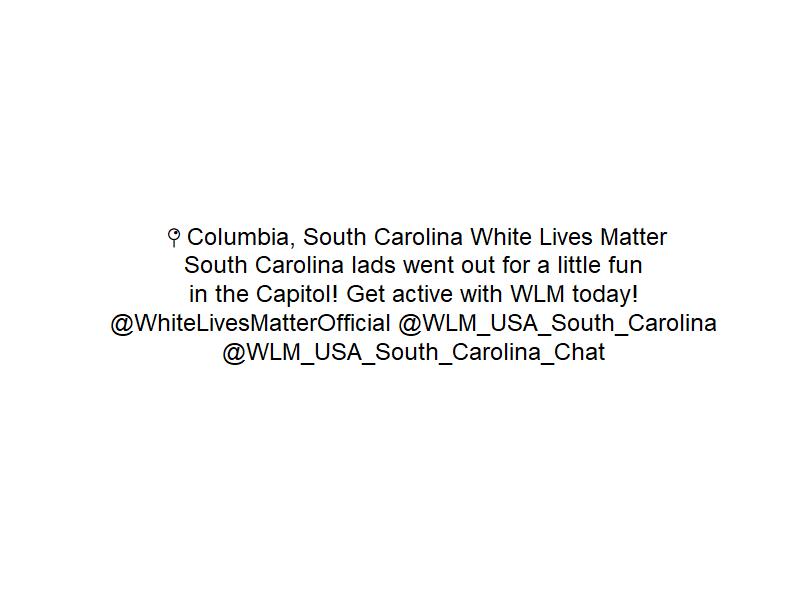 📍 Columbia, South Carolina White Lives Matter
South Carolina lads went out for a little fun
in the Capitol! Get active with WLM today!
@WhiteLivesMatterOfficial @WLM_USA_South_Carolina
@WLM_USA_South_Carolina_Chat